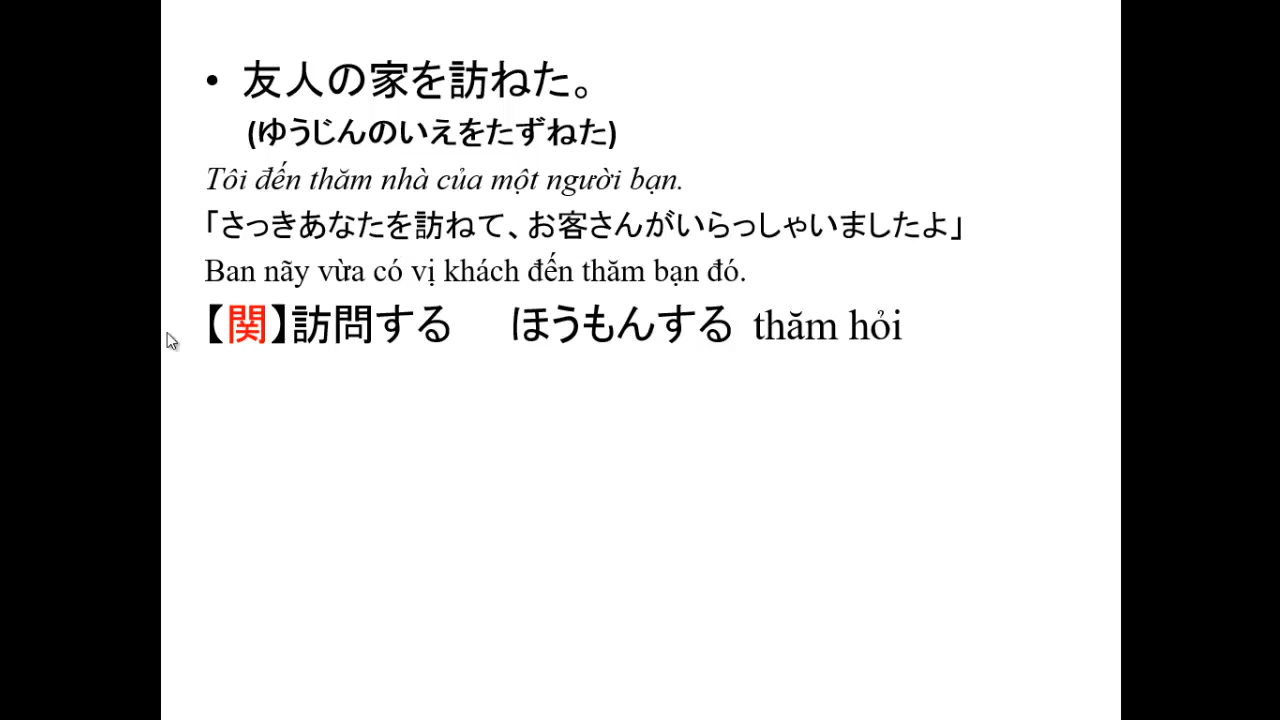 • 友人の家を訪ねた。
(ゆうじんのいえをたずねた)
Tôi đến thăm nhà của một người bạn.
「さっきあなたを訪ねて、お客さんがいらっしゃいましたよ」
Ban nãy vừa có vị khách đến thăm bạn đó.
【関】訪問する ほうもんする thăm hỏi